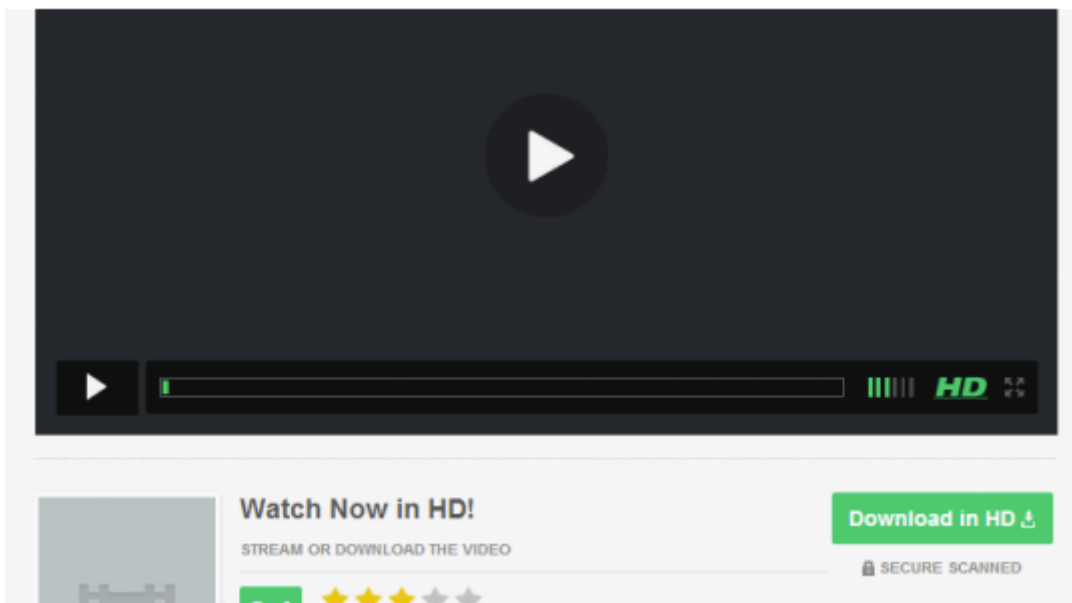 HD
Watch Now in HD!
Download in HD
STREAM OR DOWNLOAD THE VIDEO
SECURE SCANNED